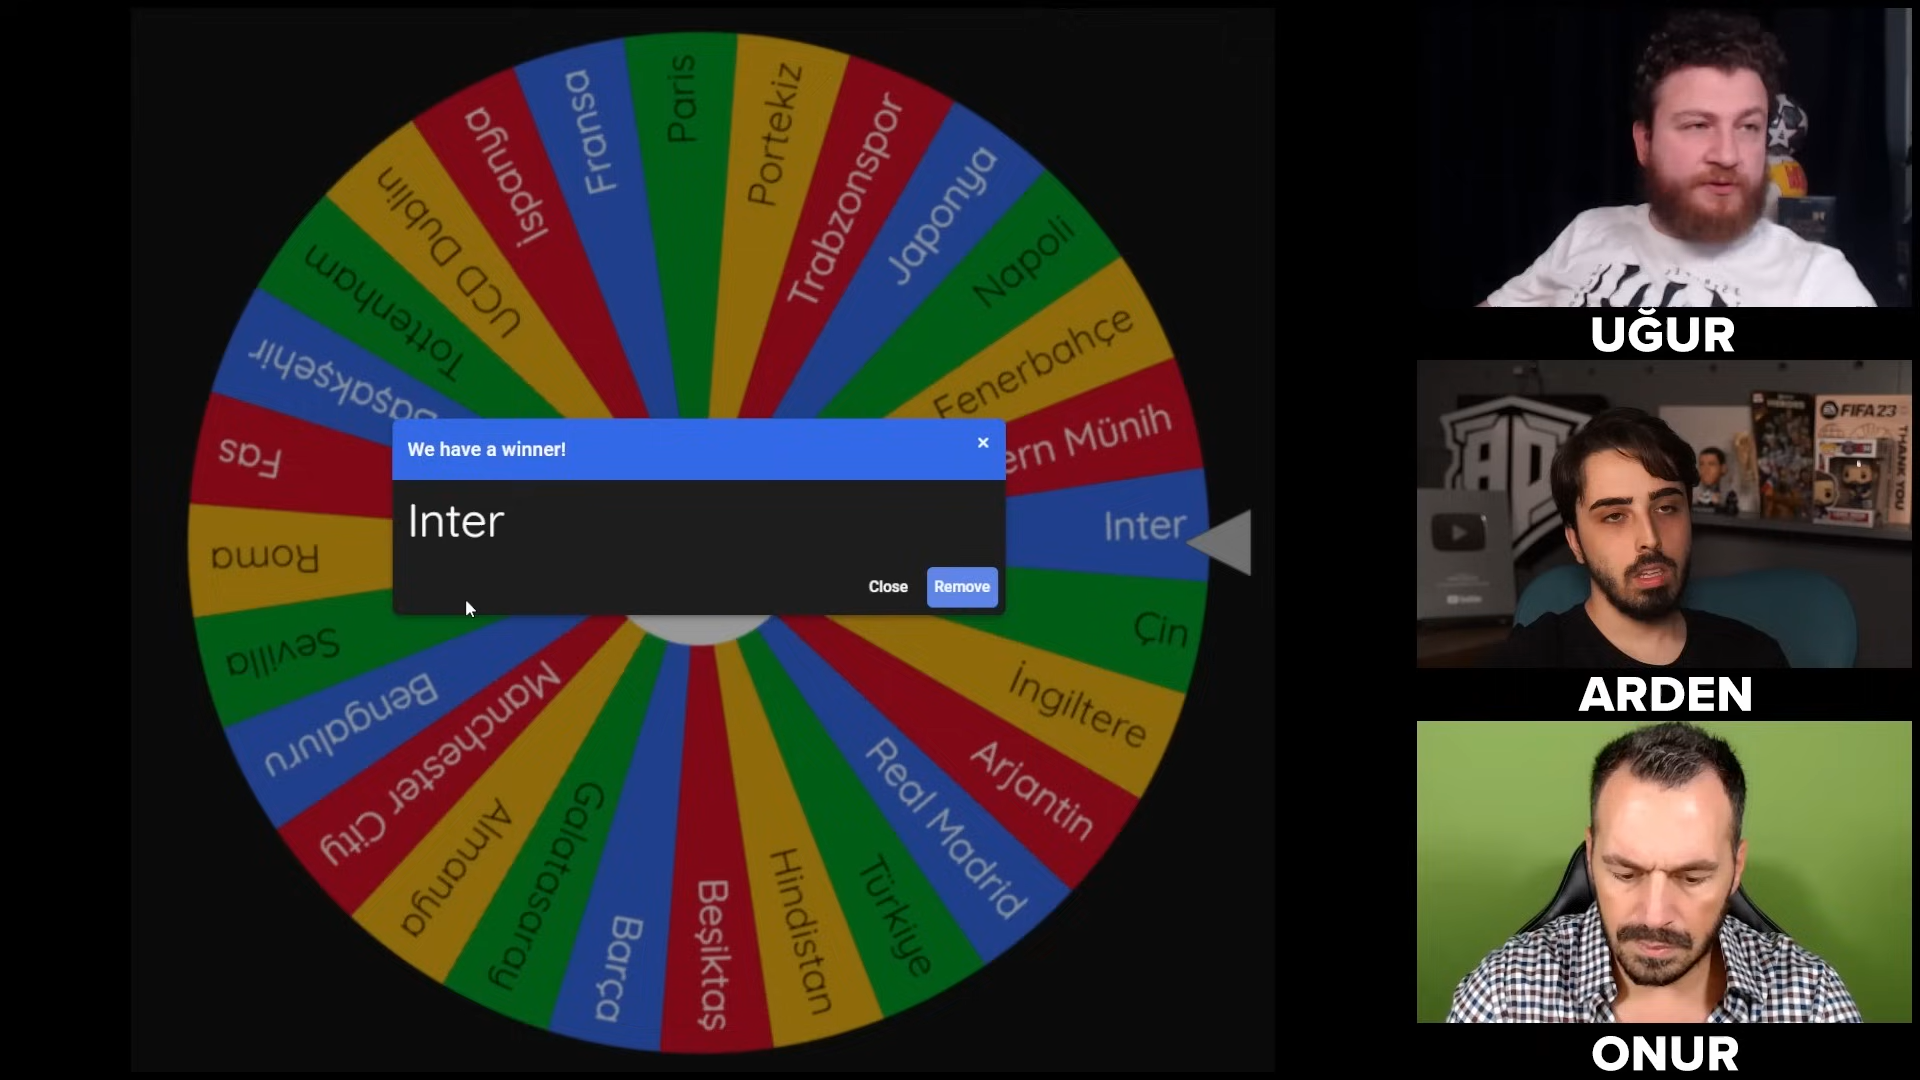 Paris
Portekiz
Trabzonspor
Japonya
Napoli
Fenerbahçe
ern Münih
Inter
Çin
İngiltere
Arjantin
Real Madrid
Türkiye
Hindistan
Beşiktaş
Barça
Galatasaray
Almanya
Manchester City
Bengaluru
Sevilla
Roma
Fas
Başakşehir
Tottenham
UCD Dublin
İspanya
Fransa
We have a winner!
×
Inter
Close
Remove
UĞUR
FIFA 23
THANK YOU
ARDEN
ONUR